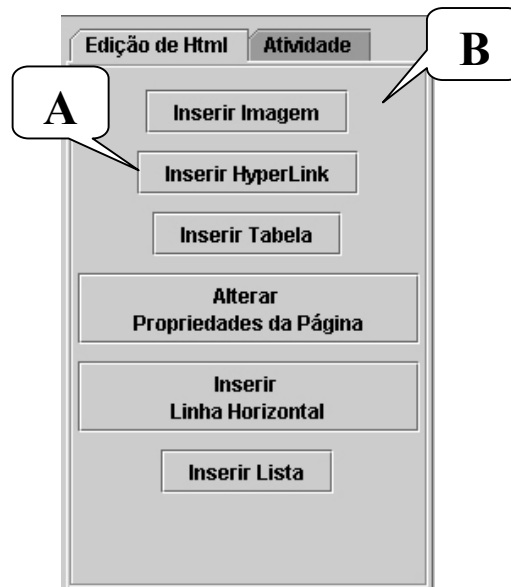 Edição de Html Atividade
B
A
Inserir Imagem
Inserir HyperLink
Inserir Tabela
Alterar
Propriedades da Página
Inserir
Linha Horizontal
Inserir Lista